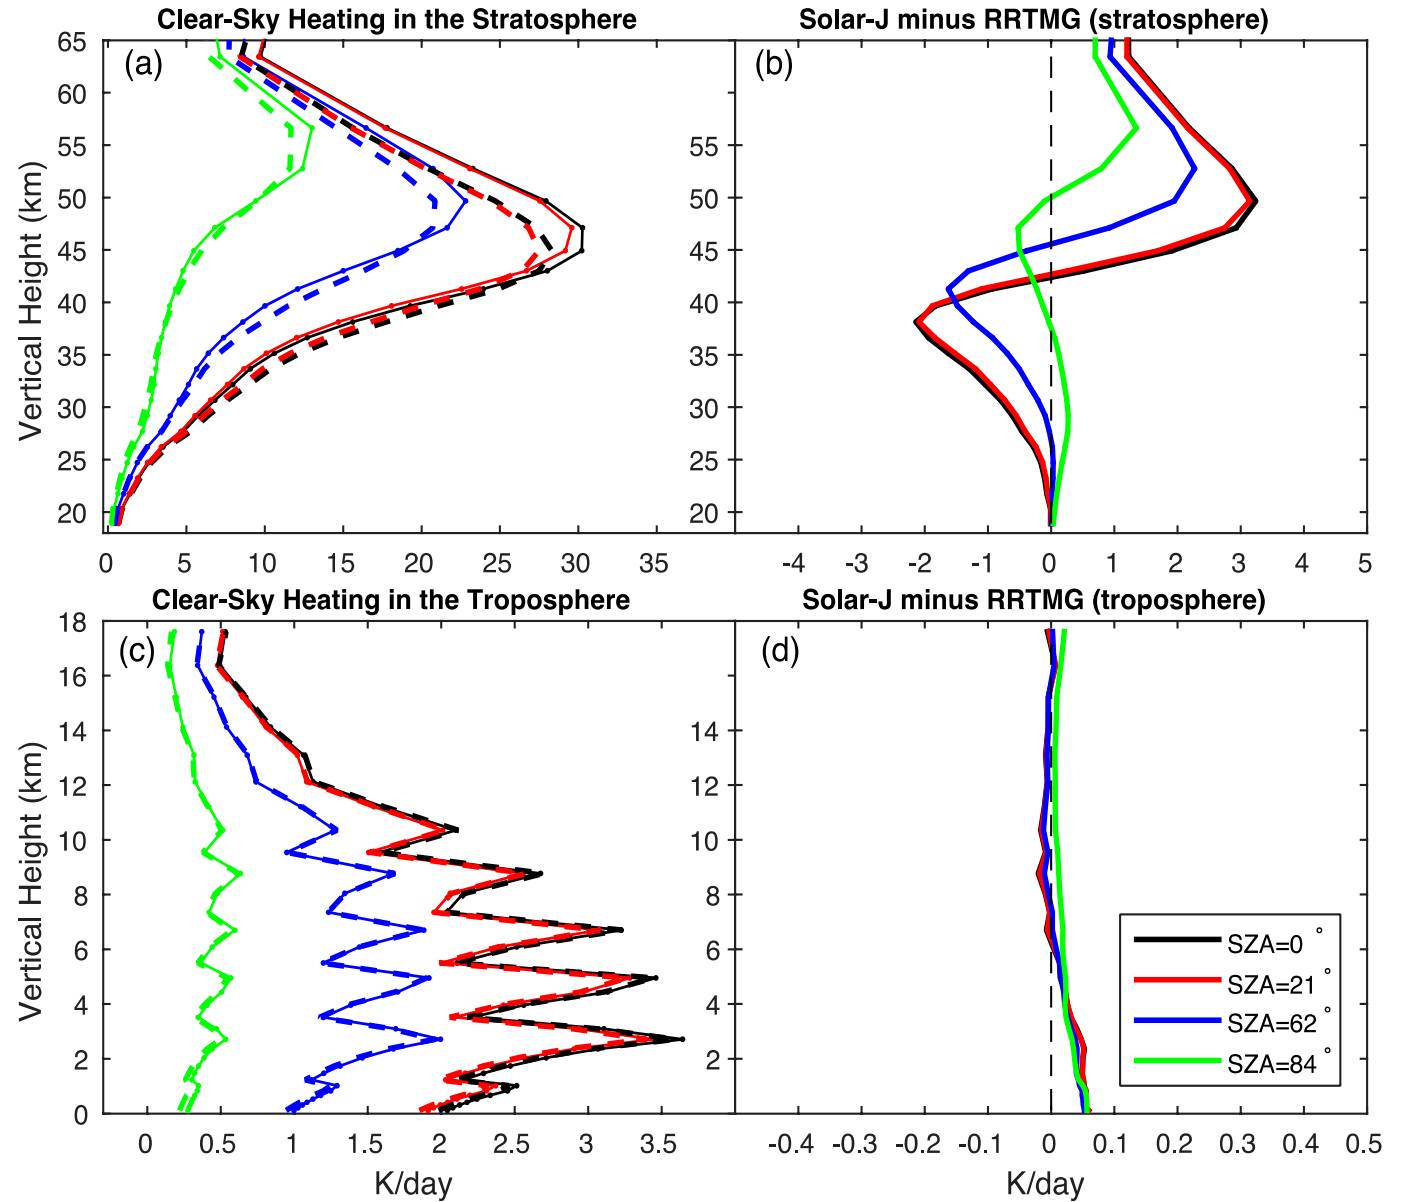 Clear-Sky Heating in the Stratosphere
Solar-J minus RRTMG (stratosphere)
(a)
(b)
65
60
55
50
45
40
35
30
25
20
Vertical Height (km)
0 5 10 15 20 25 30 35
60
55
50
45
40
35
30
25
20
-4 -3 -2 -1 0 1 2 3 4 5
Clear-Sky Heating in the Troposphere
Solar-J minus RRTMG (troposphere)
(c)
(d)
18
16
14
12
10
8
6
4
2
0
Vertical Height (km)
0 0.5 1 1.5 2 2.5 3 3.5
K/day
14
12
10
8
6
4
2
-0.4 -0.3 -0.2 -0.1 0 0.1 0.2 0.3 0.4 0.5
K/day
SZA=0 °
SZA=21 °
SZA=62 °
SZA=84 °